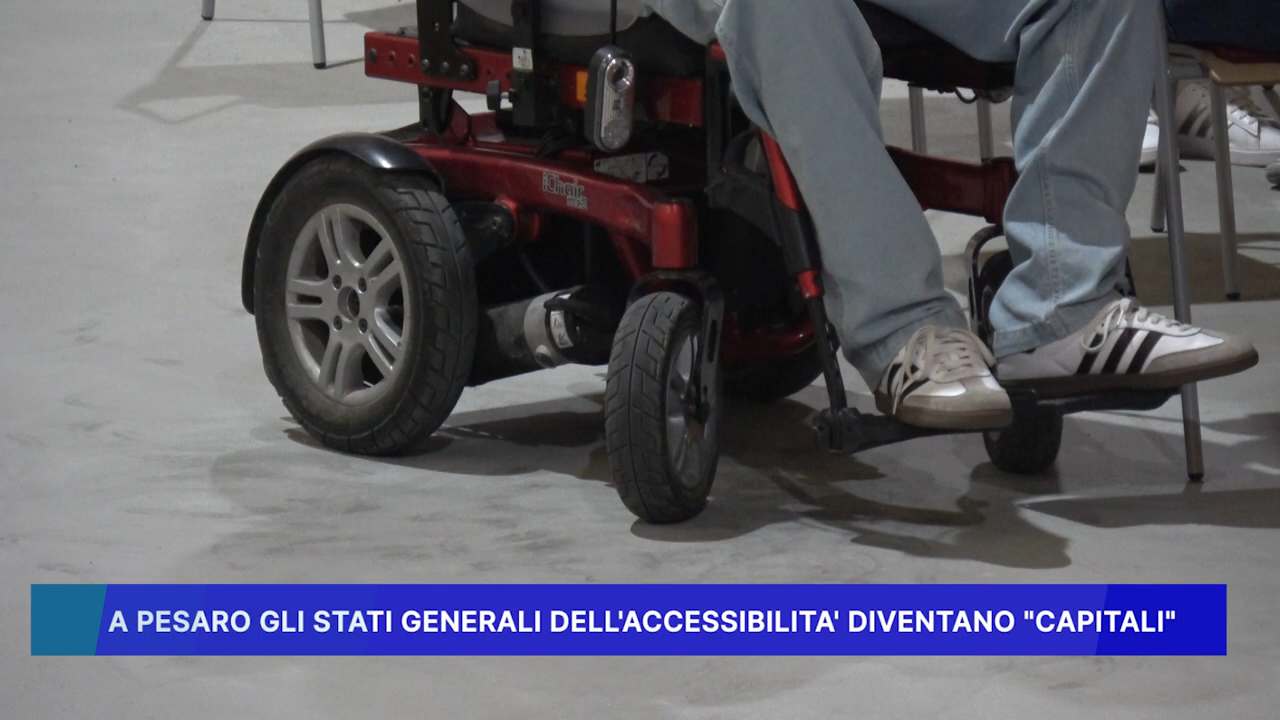 iChair
A PESARO GLI STATI GENERALI DELL'ACCESSIBILITA' DIVENTANO "CAPITALI"